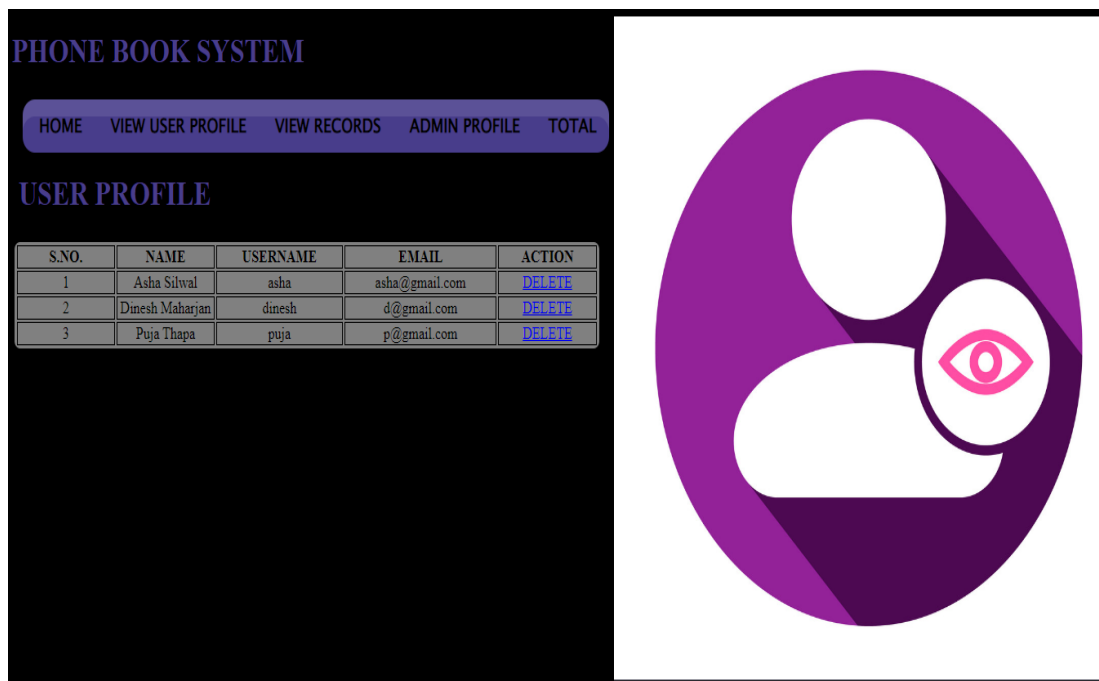 PHONE BOOK SYSTEM
HOME VIEW USER PROFILE VIEW RECORDS ADMIN PROFILE TOTAL
USER PROFILE
S.NO. NAME USERNAME EMAIL ACTION
1 Asha Silwal asha asha@gmail.com DELETE
2 Dinesh Maharjan dinesh d@gmail.com DELETE
3 Puja Thapa puja p@gmail.com DELETE